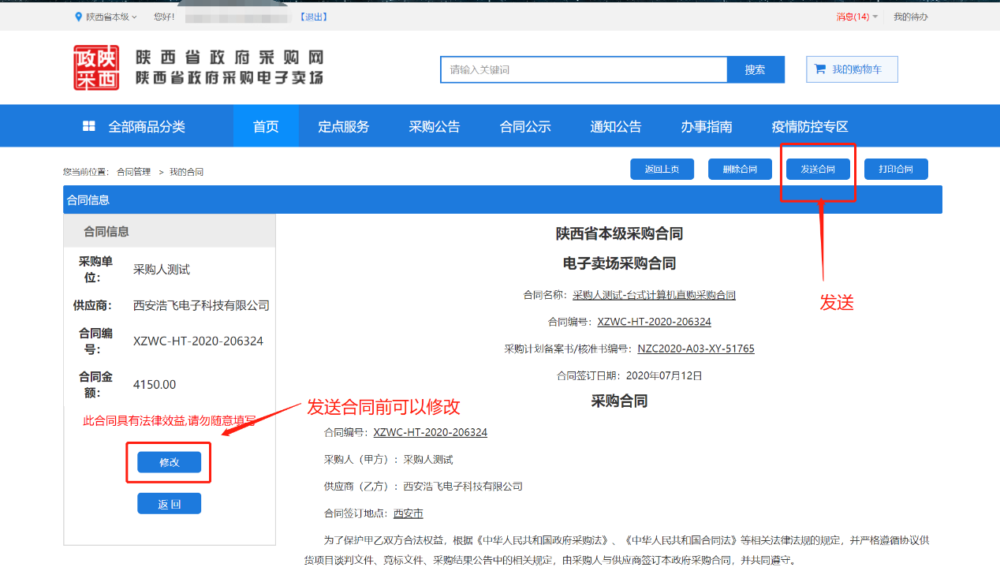 陕西省本级 您好! 【退出】 消息(14) 我的待办
政陕采西
陕西省政府采购网
陕西省政府采购电子卖场
请输入关键词 搜索 我的购物车
全部商品分类 首页 定点服务 采购公告 合同公示 通知公告 办事指南 疫情防控专区
您当前位置: 合同管理 > 我的合同 返回上页 删除合同 发送合同 打印合同
合同信息
合同信息
采购单位: 采购人测试
供应商: 西安浩飞电子科技有限公司
合同编号: XZWC-HT-2020-206324
合同金额: 4150.00
此合同具有法律效益,请勿随意填写
修改
返 回
发送合同前可以修改
发送
陕西省本级采购合同
电子卖场采购合同
合同名称: 采购人测试-台式计算机直购采购合同
合同编号: XZWC-HT-2020-206324
采购计划备案书/核准书编号: NZC2020-A03-XY-51765
合同签订日期: 2020年07月12日
采购合同
合同编号: XZWC-HT-2020-206324
采购人(甲方): 采购人测试
供应商(乙方): 西安浩飞电子科技有限公司
合同签订地点: 西安市
为了保护甲乙双方合法权益，根据《中华人民共和国政府采购法》、《中华人民共和国合同法》等相关法律法规的规定，并严格遵循协议供
货项目谈判文件、竞标文件、采购结果公告中的相关规定，由采购人与供应商签订本政府采购合同，并共同遵守。